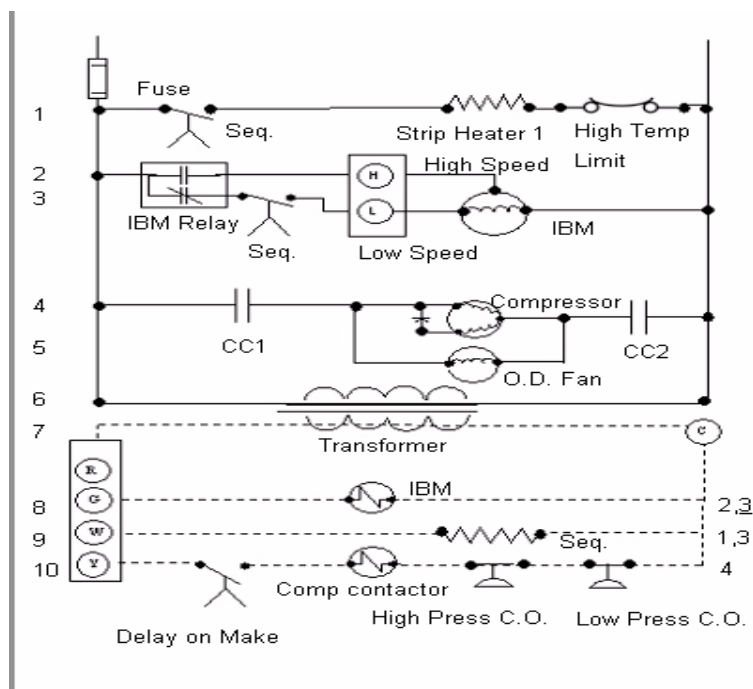 Fuse
1
Seq.
Strip Heater 1
High Temp
Limit
2
H
High Speed
3
IBM Relay
L
IBM
Seq.
Low Speed
4
Compressor
CC1
CC2
5
O.D. Fan
6
7
Transformer
C
R
8
G
IBM
2,3
9
W
Seq.
1,3
10
Y
Comp contactor
4
High Press C.O.
Low Press C.O.
Delay on Make